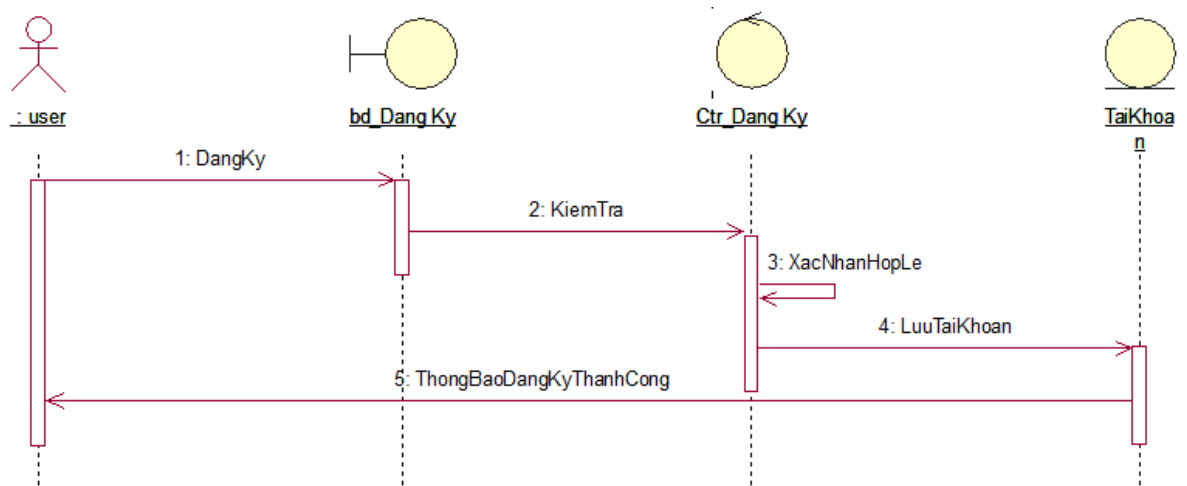 : user
bd_Dang Ky
Ctr_Dang Ky
TaiKhoa
n
1: DangKy
2: KiemTra
3: XacNhanHopLe
4: LuuTaiKhoan
5: ThongBaoDangKyThanhCong